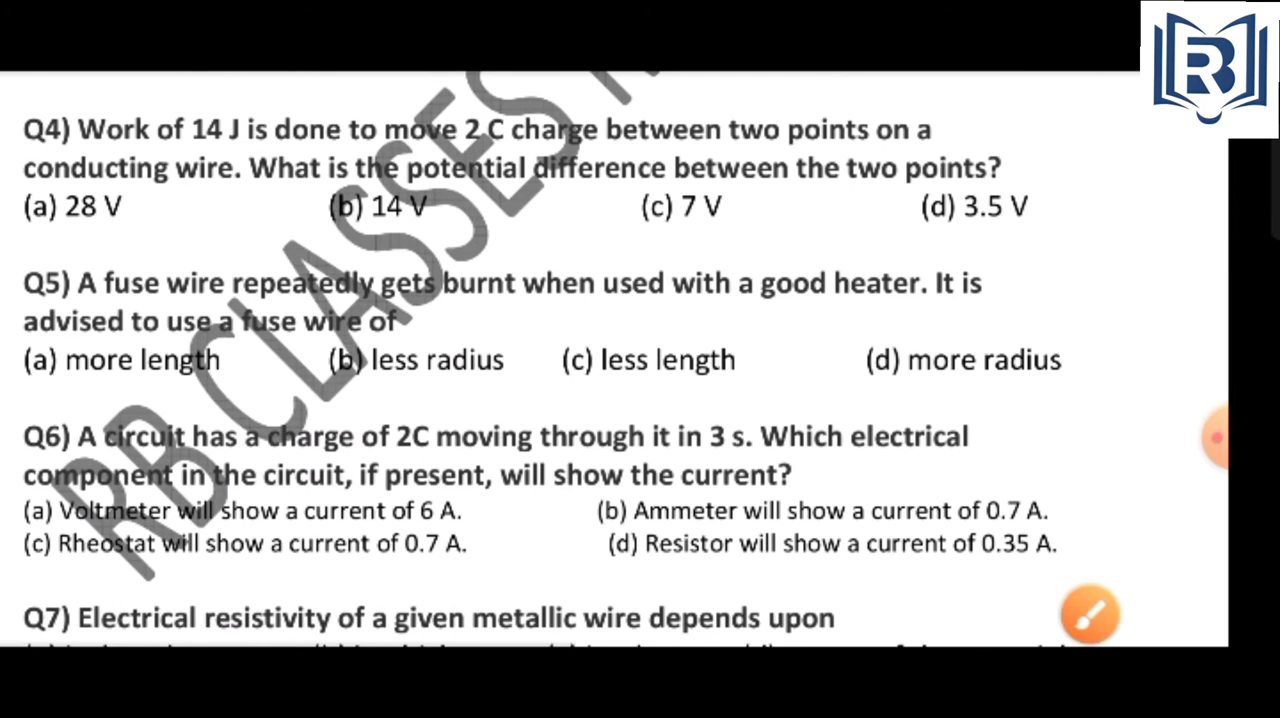 Q4) Work of 14 J is done to move 2 C charge between two points on a
conducting wire. What is the potential difference between the two points?
(a) 28 V (b) 14 V (c) 7 V (d) 3.5 V
Q5) A fuse wire repeatedly gets burnt when used with a good heater. It is
advised to use a fuse wire of
(a) more length (b) less radius (c) less length (d) more radius
Q6) A circuit has a charge of 2C moving through it in 3 s. Which electrical
component in the circuit, if present, will show the current?
(a) Voltmeter will show a current of 6 A. (b) Ammeter will show a current of 0.7 A.
(c) Rheostat will show a current of 0.7 A. (d) Resistor will show a current of 0.35 A.
Q7) Electrical resistivity of a given metallic wire depends upon
RB CLASSES
RB